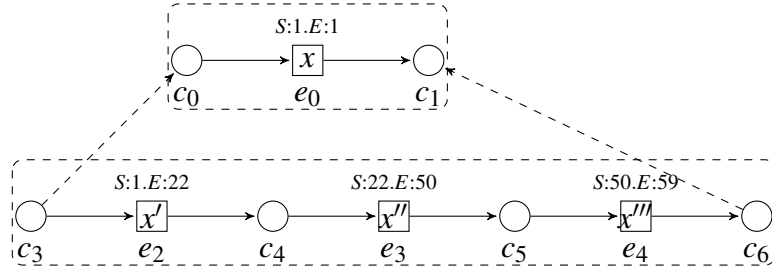 S:1.E:1
x
c₀ e₀ c₁
S:1.E:22 S:22.E:50 S:50.E:59
x′ x″ x‴
c₃ e₂ c₄ e₃ c₅ e₄ c₆